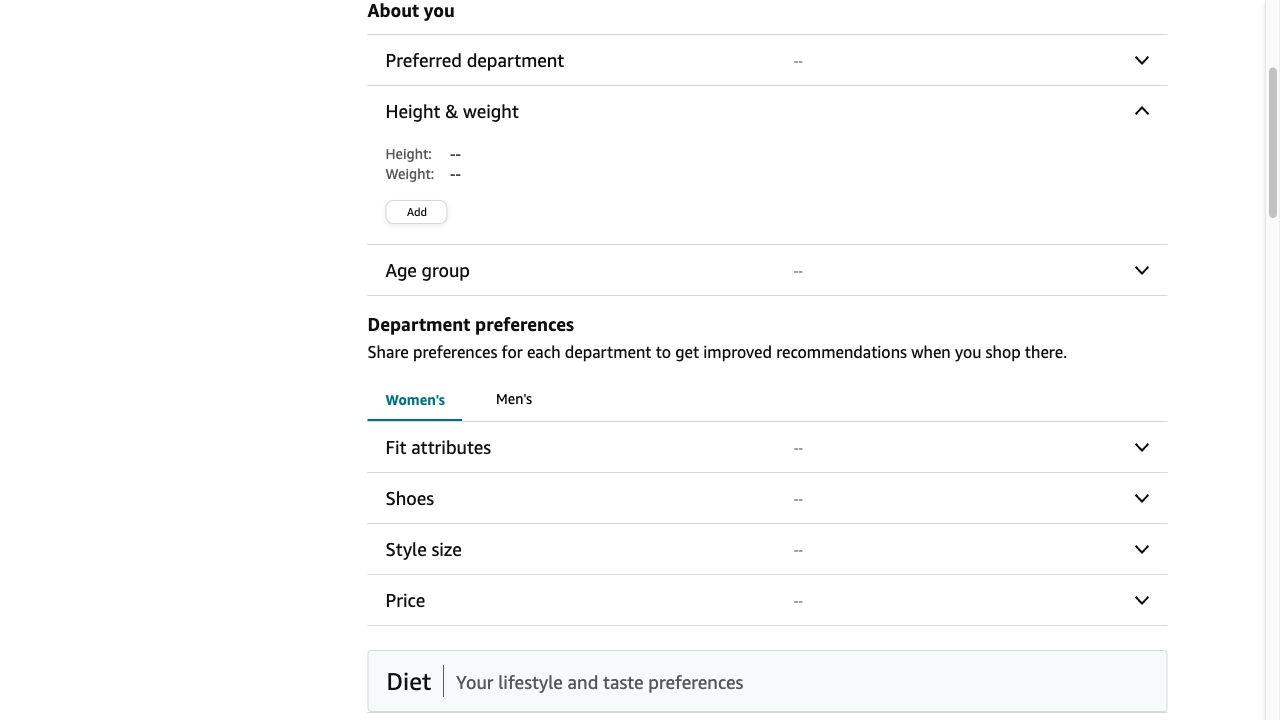 About you
Preferred department --
Height & weight
Height: --
Weight: --
Add
Age group --
Department preferences
Share preferences for each department to get improved recommendations when you shop there.
Women's Men's
Fit attributes --
Shoes --
Style size --
Price --
Diet Your lifestyle and taste preferences